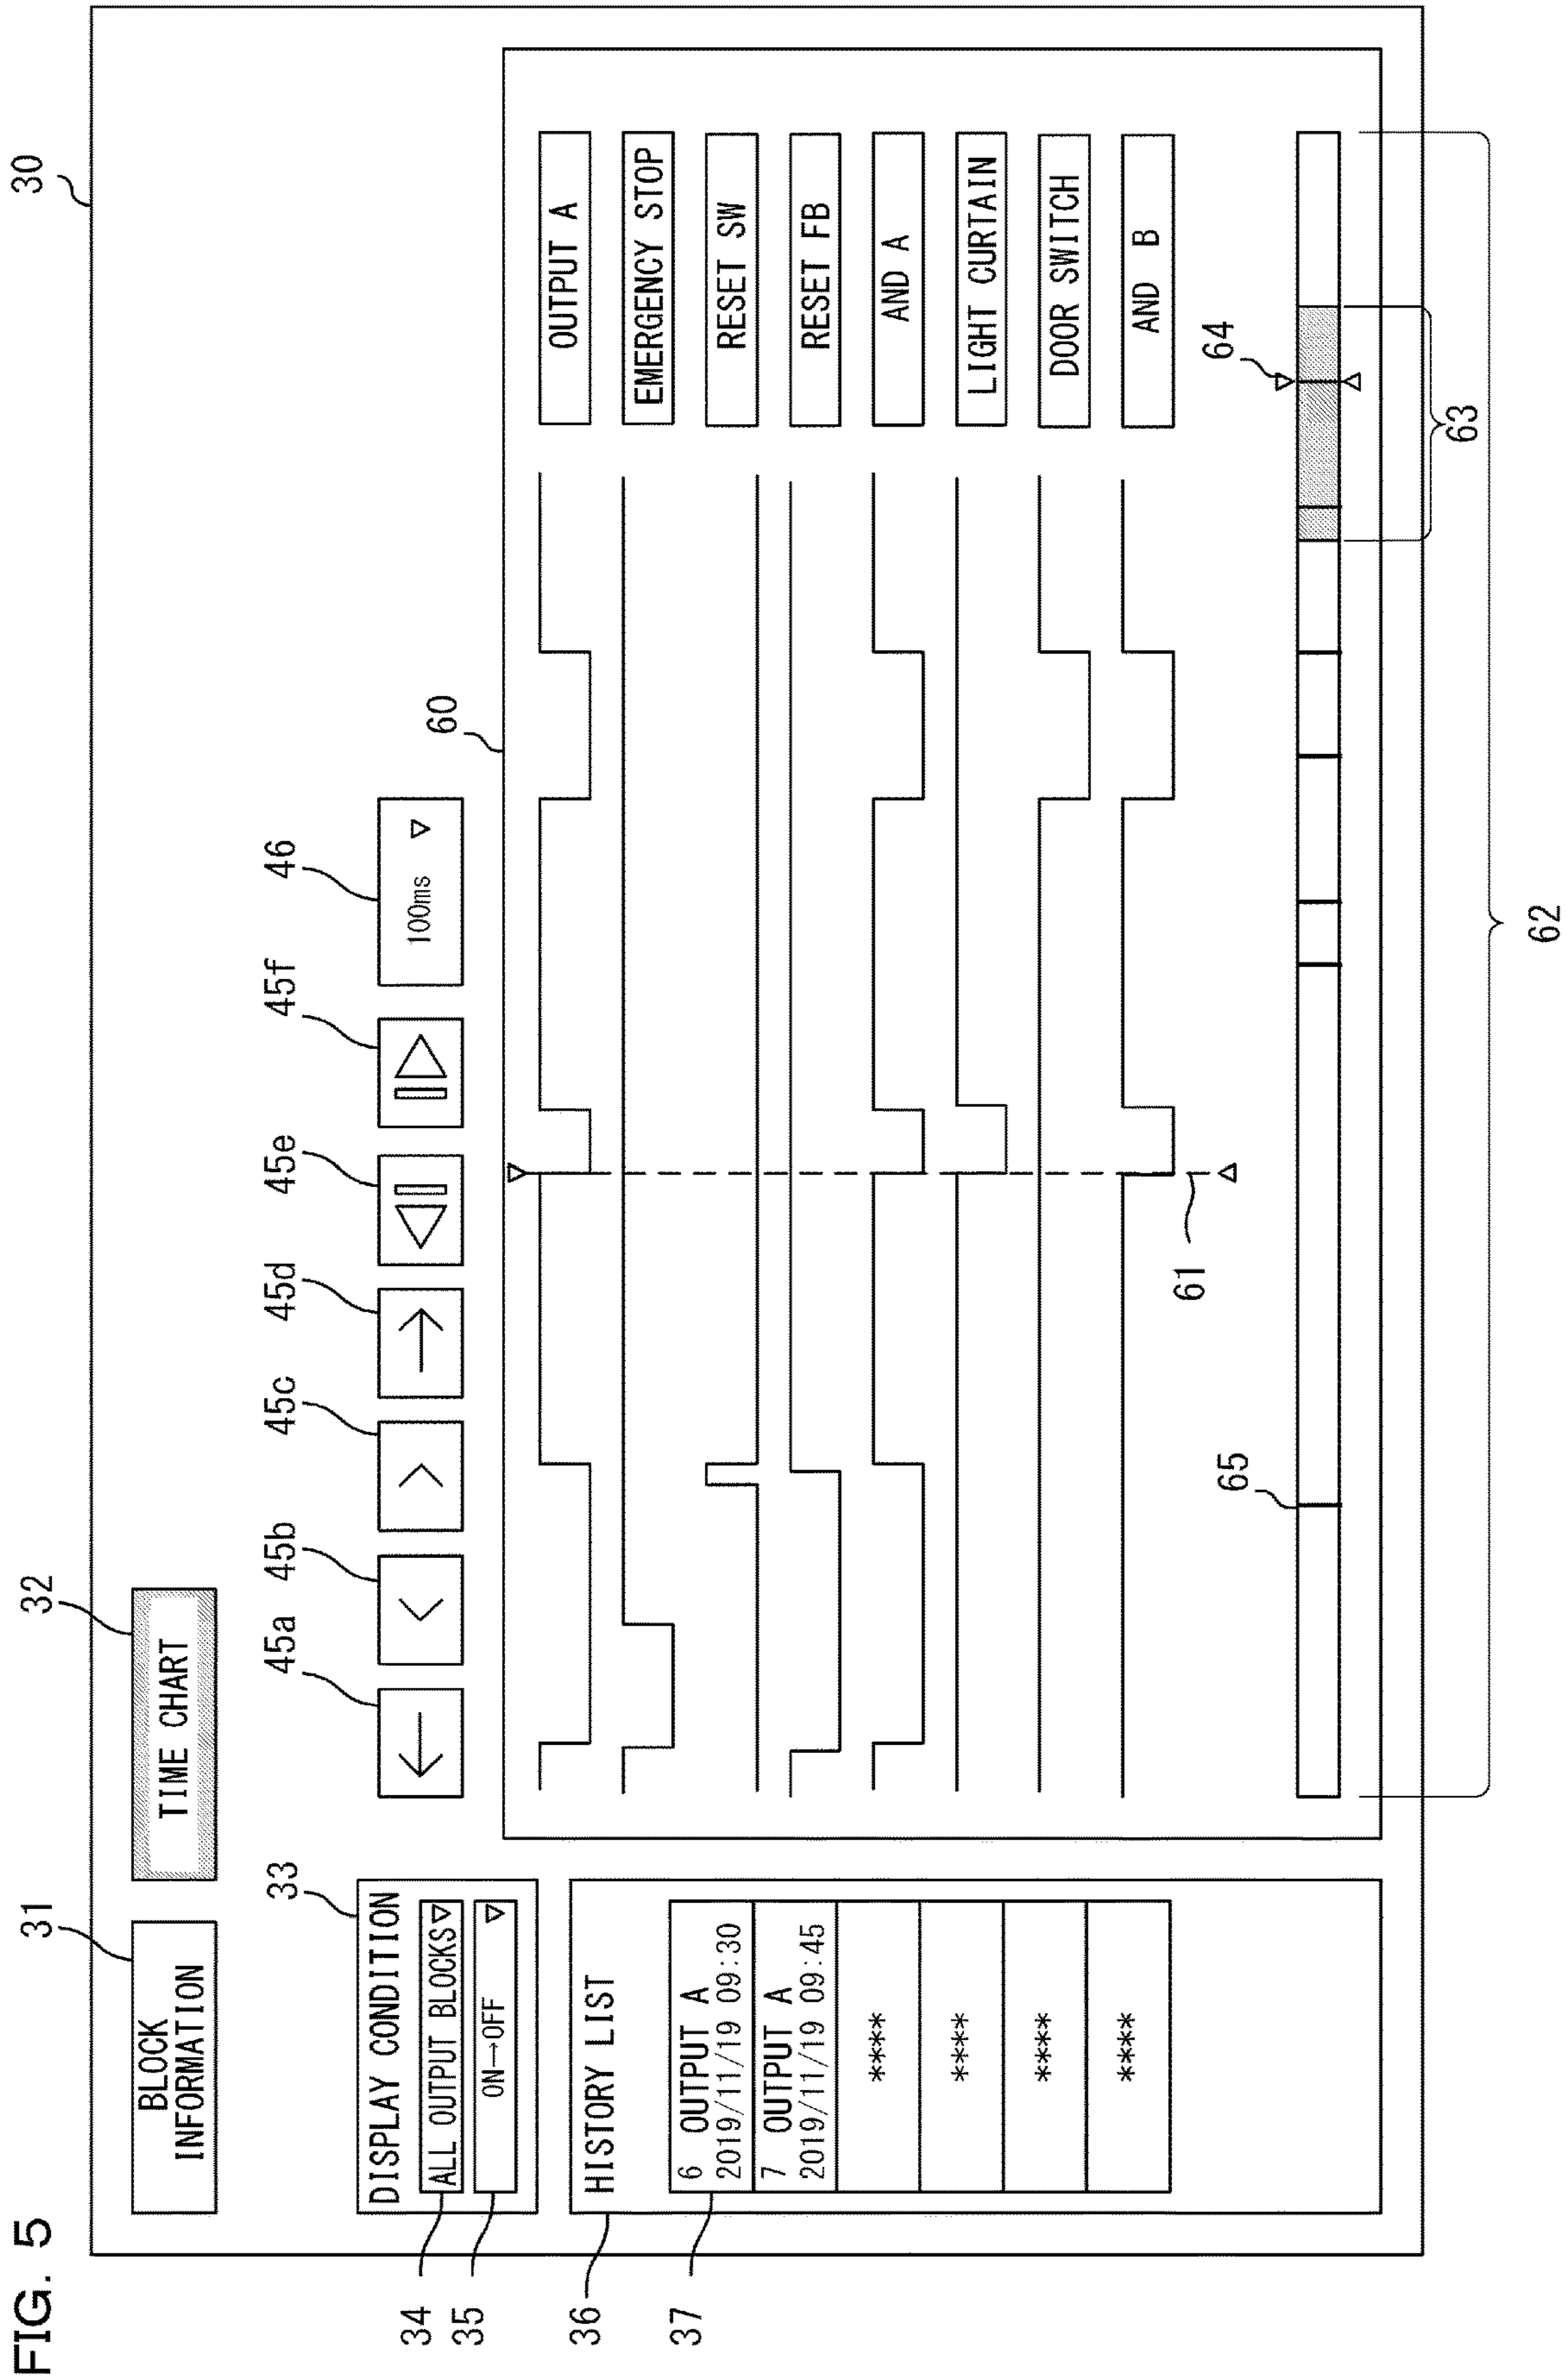 FIG. 5
30
31
BLOCK
INFORMATION
32
TIME CHART
33
DISPLAY CONDITION
34
ALL OUTPUT BLOCKS▽
35
ON→OFF ▽
36
HISTORY LIST
37
6 OUTPUT A
2019/11/19 09:30
7 OUTPUT A
2019/11/19 09:45
****
****
****
****
45a
45b
45c
45d
45e
45f
46
← < > →
100ms ▽
60
OUTPUT A
EMERGENCY STOP
RESET SW
RESET FB
AND A
LIGHT CURTAIN
DOOR SWITCH
AND B
61
65
64
63
62